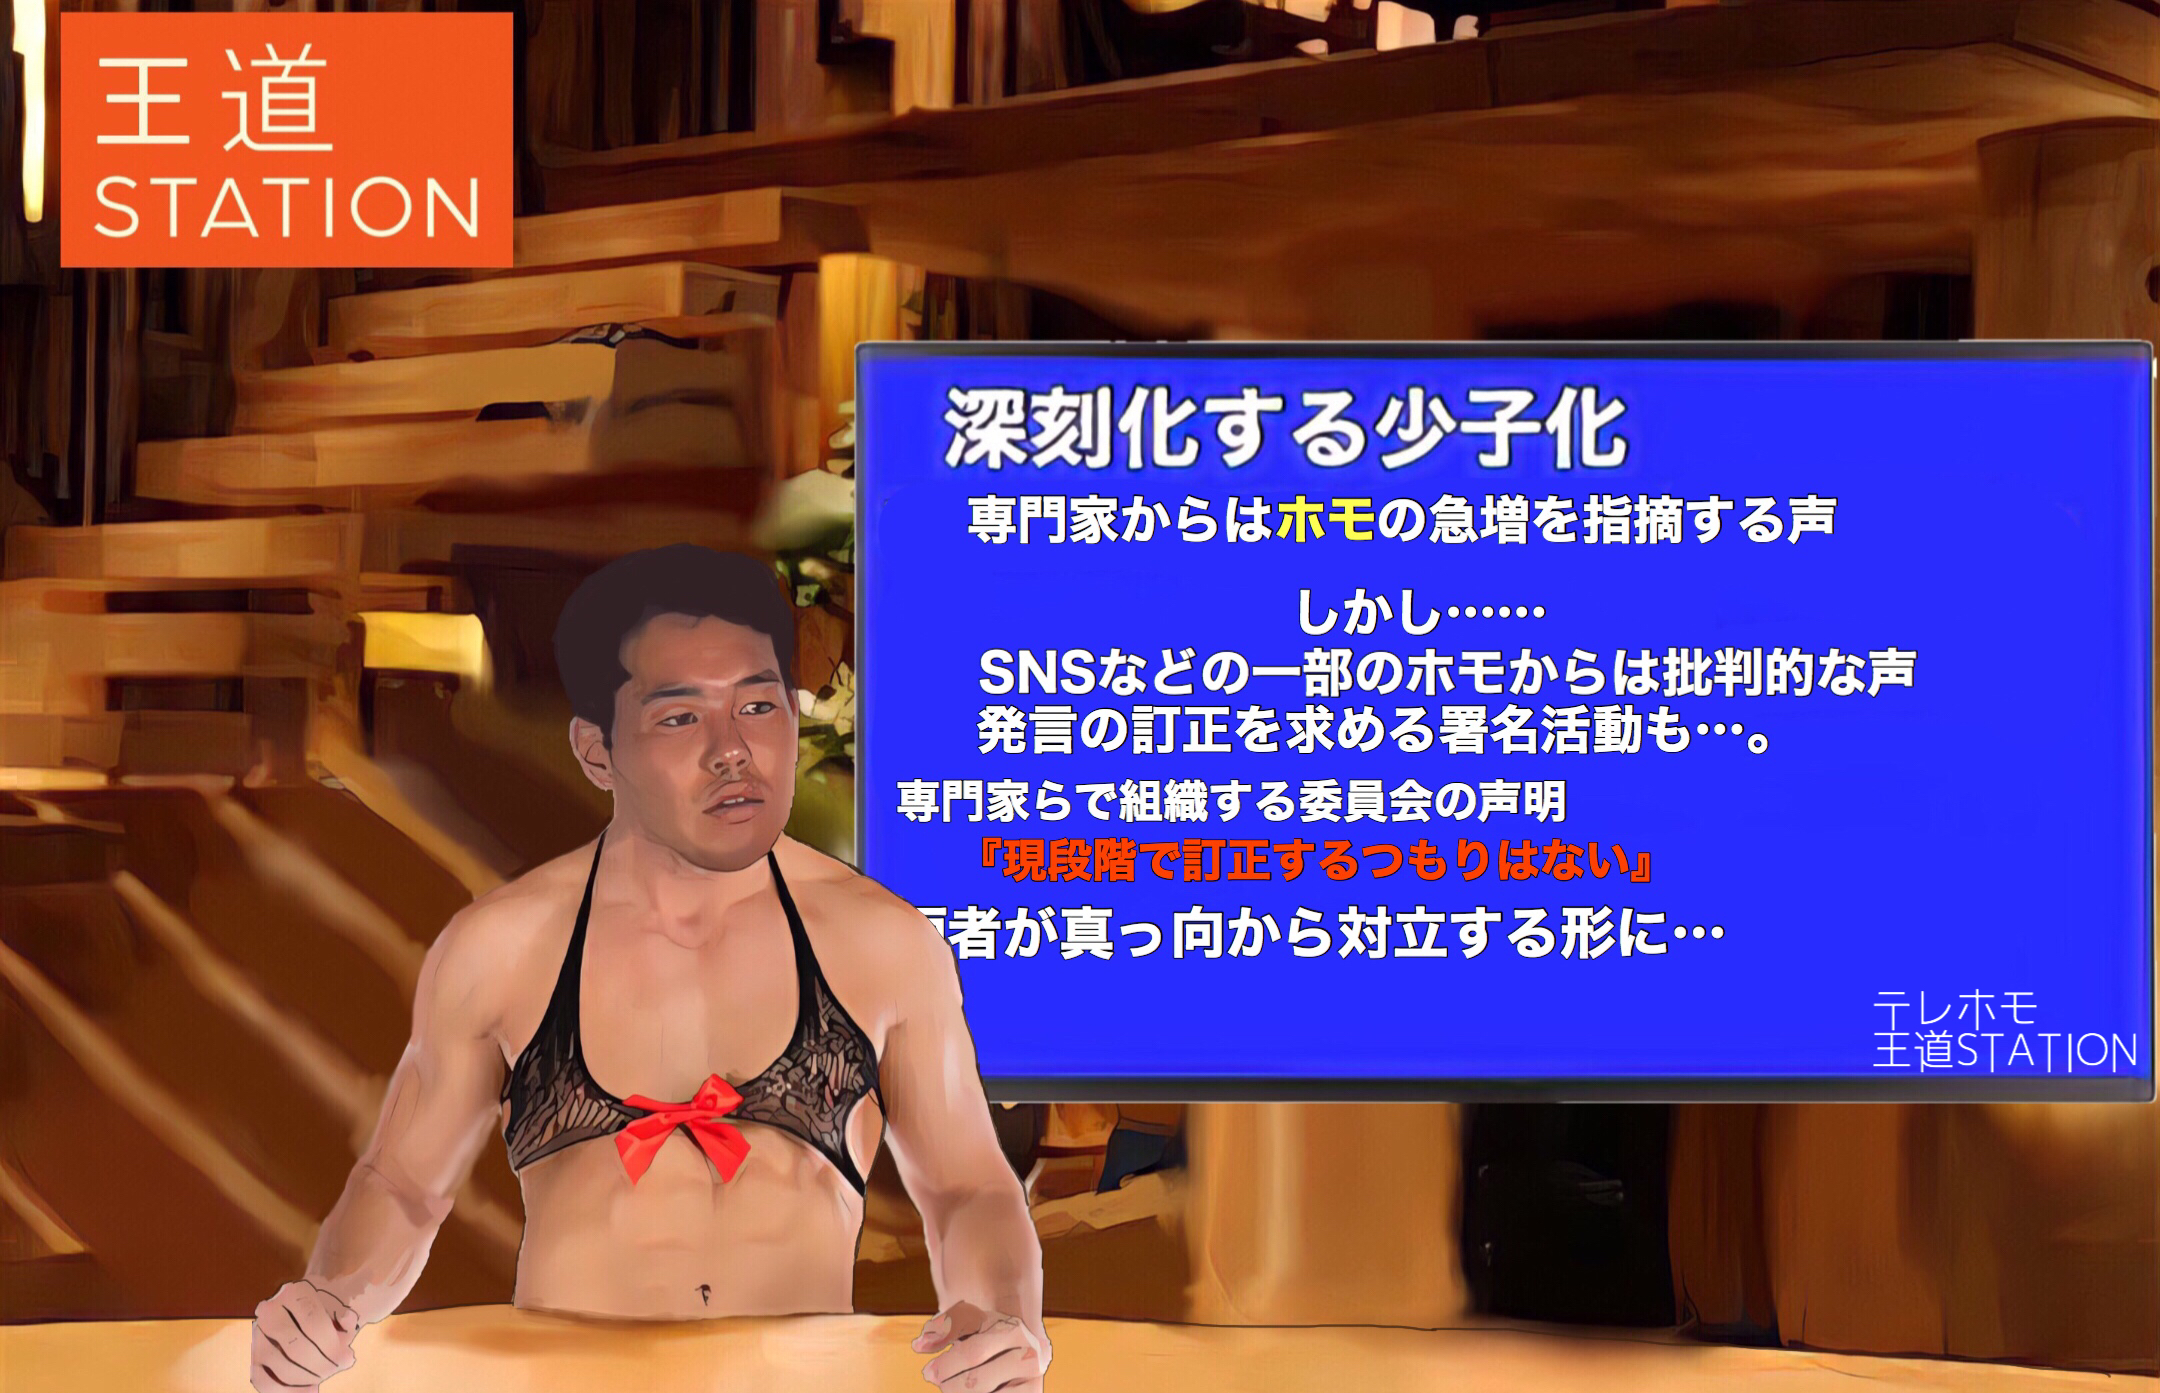 王道
STATION
深刻化する少子化
専門家からはホモの急増を指摘する声
しかし……
SNSなどの一部のホモからは批判的な声
発言の訂正を求める署名活動も…。
専門家らで組織する委員会の声明
『現段階で訂正するつもりはない』
者が真っ向から対立する形に…
テレホモ
王道STATION